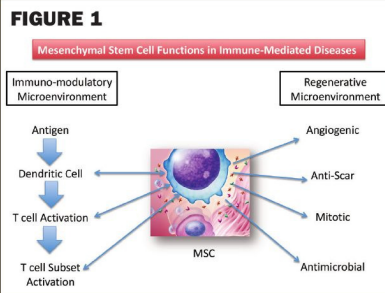 FIGURE 1
Mesenchymal Stem Cell Functions in Immune-Mediated Diseases
Immuno-modulatory
Microenvironment
Regenerative
Microenvironment
Antigen
Dendritic Cell
T cell Activation
T cell Subset
Activation
MSC
Angiogenic
Anti-Scar
Mitotic
Antimicrobial